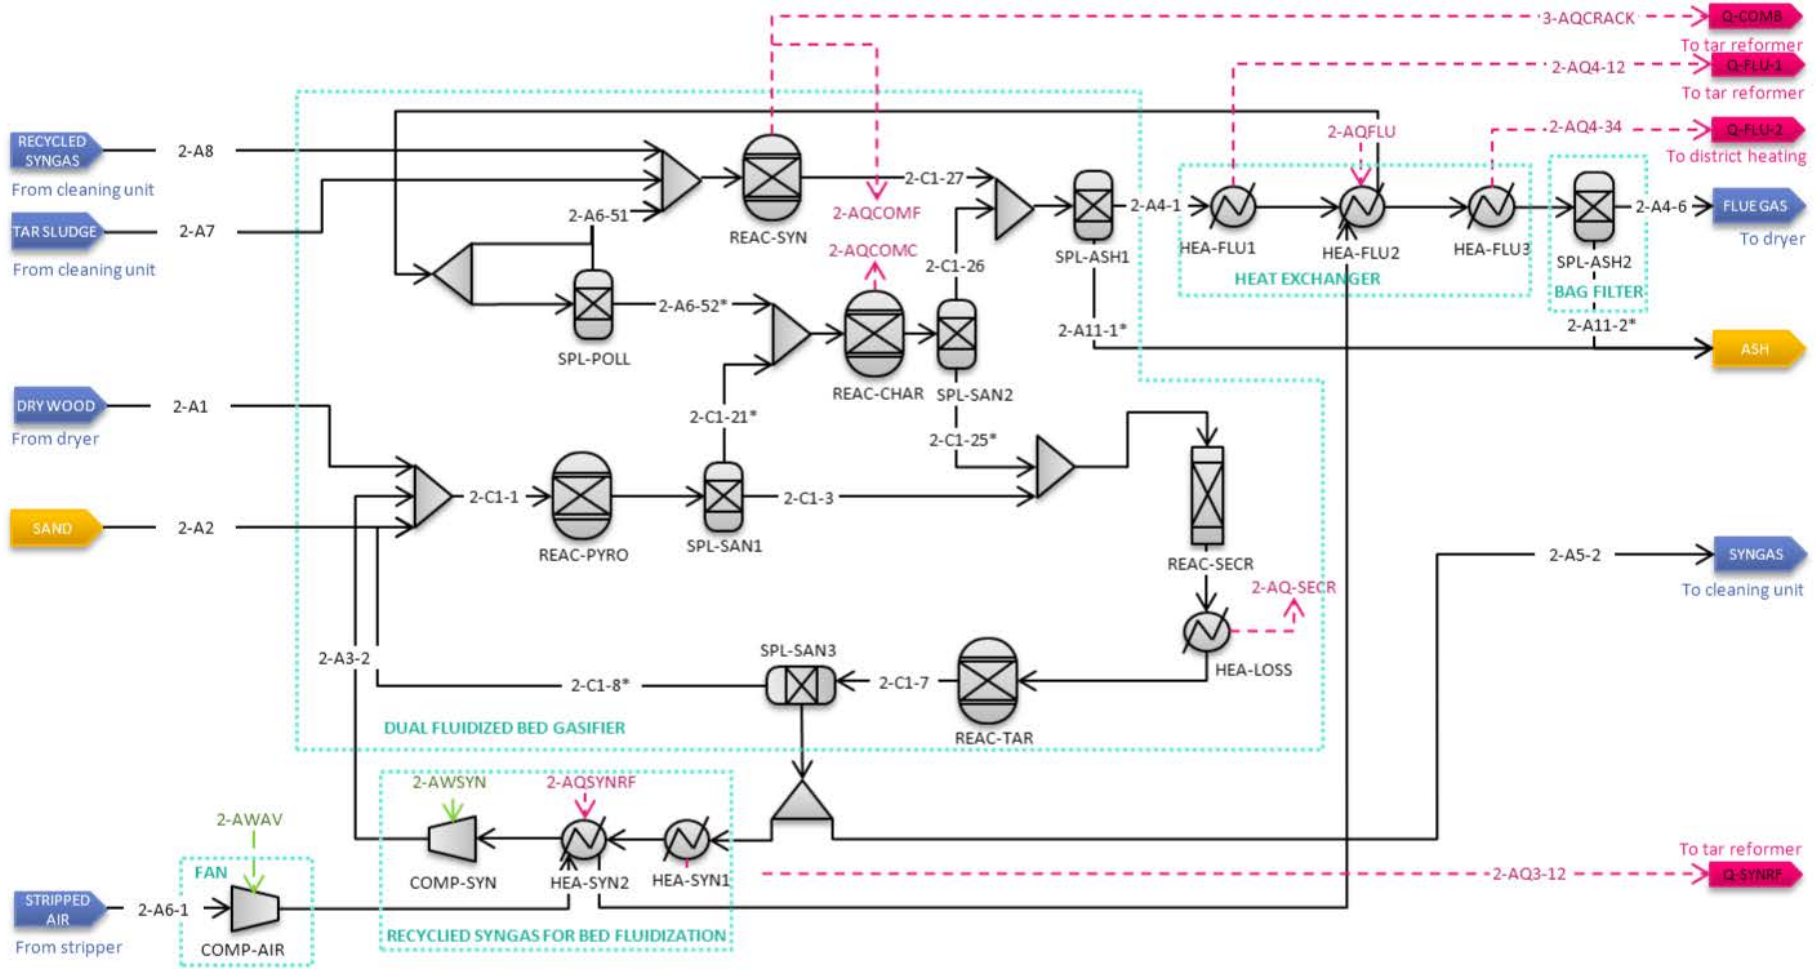 3-AQCRACK
Q-COMB
To tar reformer
2-AQ4-12
Q-FLU-1
To tar reformer
2-AQFLU
2-AQ4-34
Q-FLU-2
To district heating
RECYCLED
SYNGAS
2-A8
From cleaning unit
2-C1-27
2-A4-1
2-A4-6
FLUE GAS
To dryer
TAR SLUDGE
2-A7
From cleaning unit
2-A6-51
REAC-SYN
2-AQCOMF
2-AQCOMC
2-C1-26
SPL-ASH1
HEA-FLU1
HEA-FLU2
HEA-FLU3
SPL-ASH2
HEAT EXCHANGER
BAG FILTER
2-A6-52*
2-A11-1*
2-A11-2*
ASH
SPL-POLL
REAC-CHAR
SPL-SAN2
DRY WOOD
2-A1
From dryer
2-C1-21*
2-C1-25*
2-C1-1
2-C1-3
SAND
2-A2
REAC-PYRO
SPL-SAN1
REAC-SECR
2-A5-2
SYNGAS
To cleaning unit
2-AQ-SECR
2-A3-2
SPL-SAN3
HEA-LOSS
2-C1-8*
2-C1-7
DUAL FLUIDIZED BED GASIFIER
REAC-TAR
2-AWSYN
2-AQSYNRF
2-AWAV
FAN
COMP-SYN
HEA-SYN2
HEA-SYN1
To tar reformer
2-AQ3-12
Q-SYNRF
STRIPPED
AIR
2-A6-1
From stripper
COMP-AIR
RECYCLIED SYNGAS FOR BED FLUIDIZATION